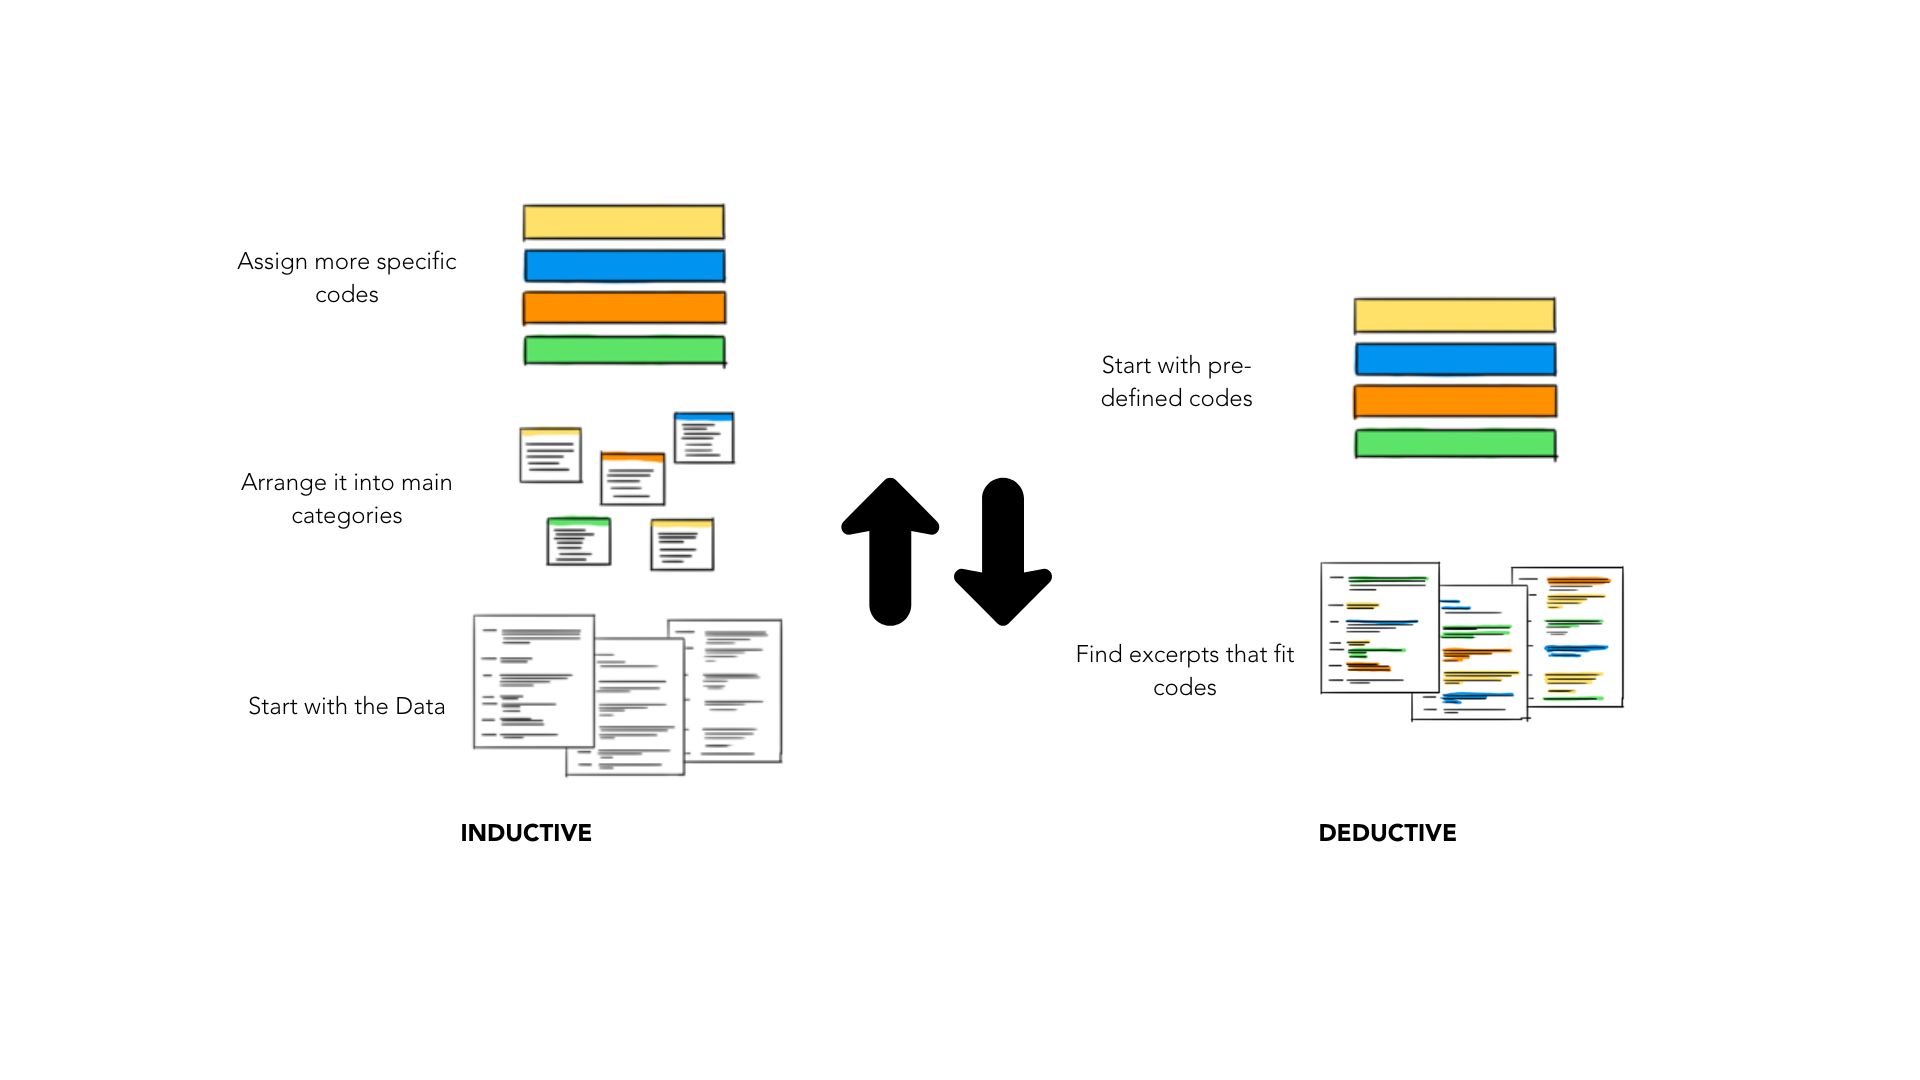 Assign more specific
codes
Arrange it into main
categories
Start with the Data
INDUCTIVE
Start with pre-
defined codes
Find excerpts that fit
codes
DEDUCTIVE